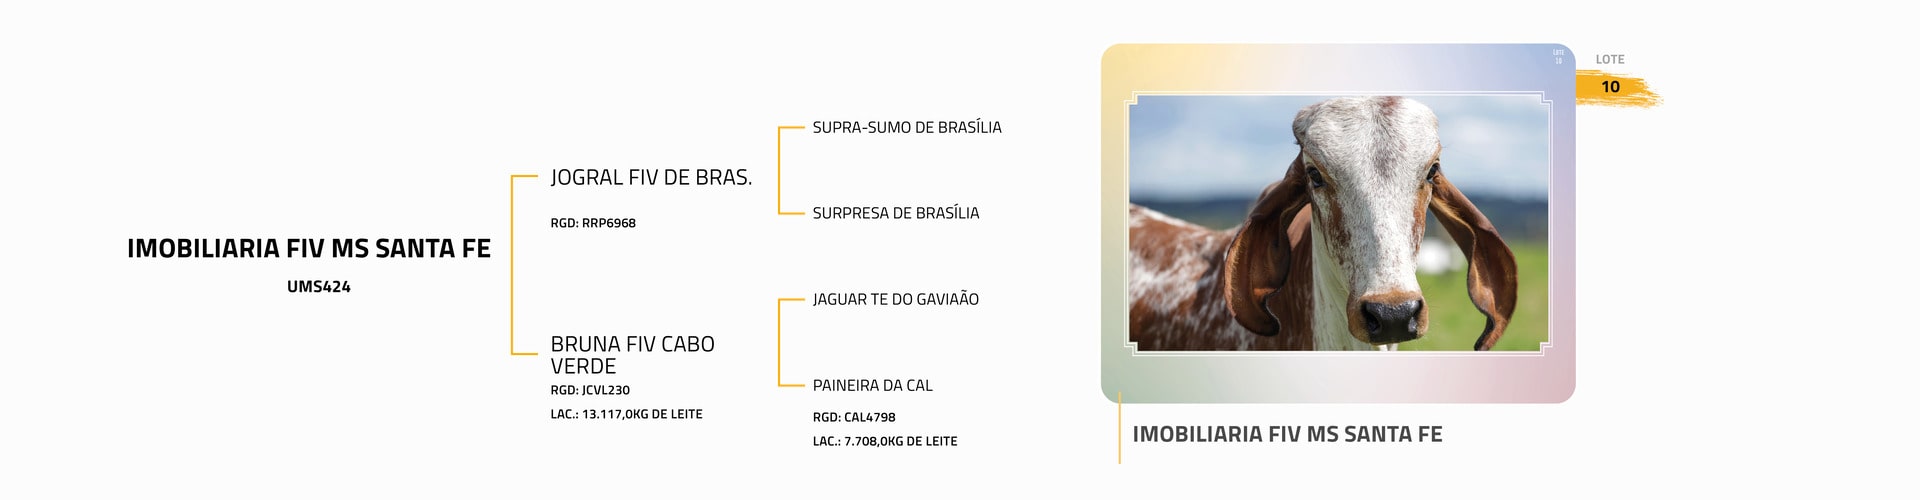 IMOBILIARIA FIV MS SANTA FE
UMS424
JOGRAL FIV DE BRAS.
RGD: RRP6968
BRUNA FIV CABO
VERDE
RGD: JCVL230
LAC.: 13.117,0KG DE LEITE
SUPRA-SUMO DE BRASÍLIA
SURPRESA DE BRASÍLIA
JAGUAR TE DO GAVIAÃO
PAINEIRA DA CAL
RGD: CAL4798
LAC.: 7.708,0KG DE LEITE
LOTE
10
LOTE
10
IMOBILIARIA FIV MS SANTA FE